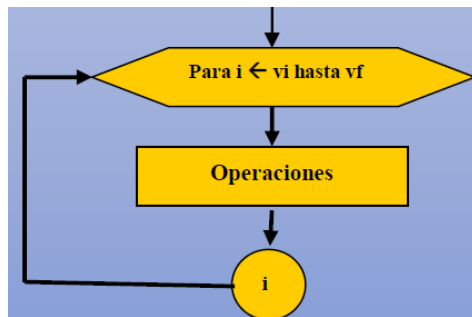 Para i ← vi hasta vf
Operaciones
i